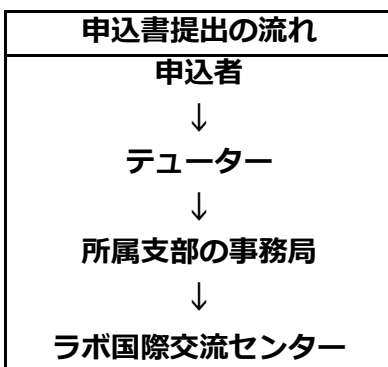 申込書提出の流れ
申込者
↓
テューター
↓
所属支部の事務局
↓
ラボ国際交流センター